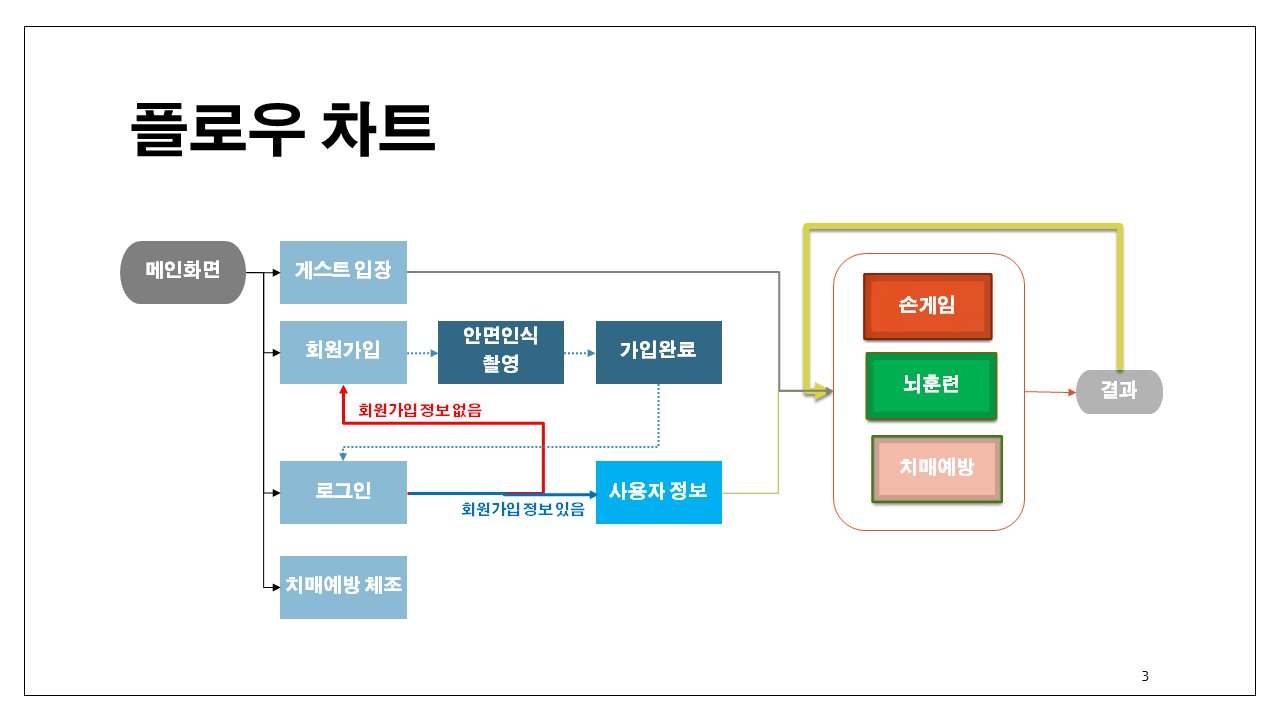 플로우 차트
메인화면
게스트 입장
회원가입
안면인식
촬영
가입완료
회원가입 정보 없음
로그인
사용자 정보
회원가입 정보 있음
치매예방 체조
손게임
뇌훈련
치매예방
결과
3